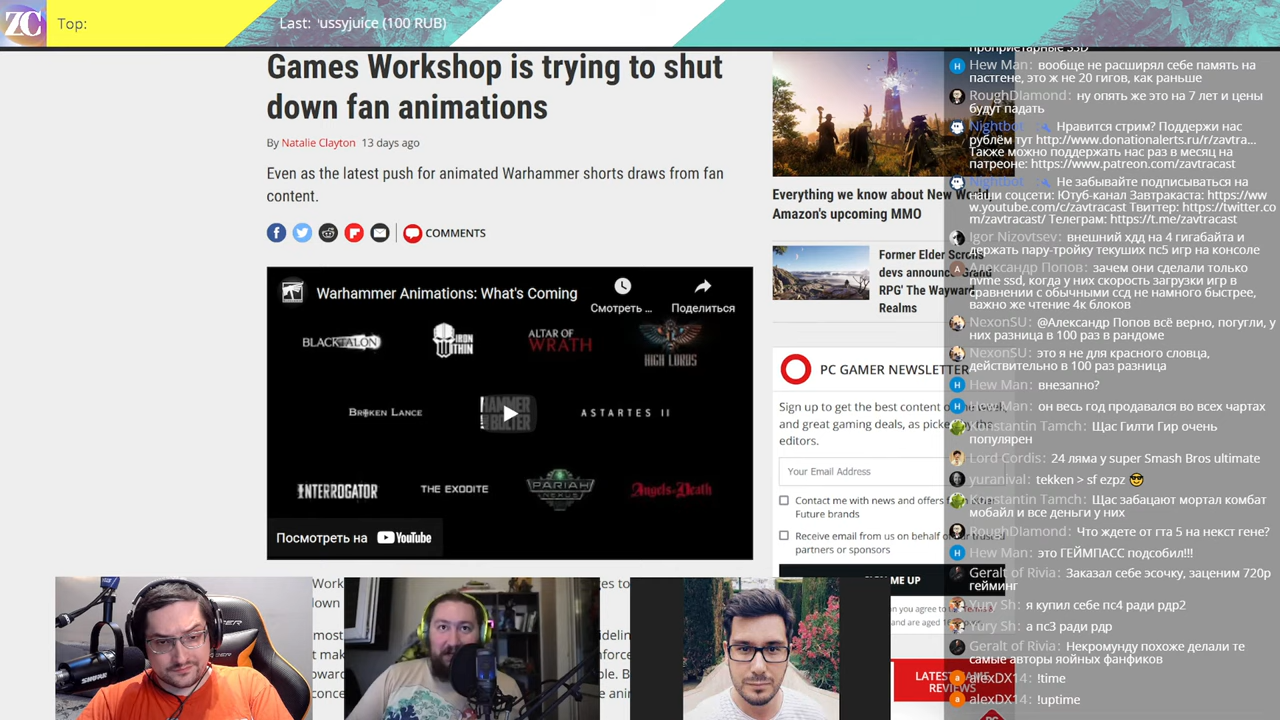 ZC
Top:
Last: 'ussyjuice (100 RUB)
Games Workshop is trying to shut
down fan animations
By Natalie Clayton 13 days ago
Even as the latest push for animated Warhammer shorts draws from fan
content.
COMMENTS
Warhammer Animations: What's Coming
Смотреть ...
Поделиться
BLACKTALON
IRON WITHIN
ALTAR OF
WRATH
HIGH LORDS
BROKEN LANCE
HAMMER
AND
BOLTER
ASTARTES II
INTERROGATOR
THE EXODITE
PARIAH
NEXUS
Angels of Death
Посмотреть на YouTube
Everything we know about New World,
Amazon's upcoming MMO
Former Elder Scrolls
devs announce 'Grand
RPG' The Wayward
Realms
PC GAMER NEWSLETTER
Sign up to get the best content of the week,
and great gaming deals, as picked by the
editors.
Your Email Address
Contact me with news and offers from other
Future brands
Receive email from us on behalf of our trusted
partners or sponsors
SIGN ME UP
LATEST GAME
REVIEWS
проприетарные SSD
Hew Man: вообще не расширял себе память на
пастгене, это ж не 20 гигов, как раньше
RoughDIamond: ну опять же это на 7 лет и цены
будут падать
Nightbot: Нравится стрим? Поддержи нас
рублём тут http://www.donationalerts.ru/r/zavtra...
Также можно поддержать нас раз в месяц на
патреоне: https://www.patreon.com/zavtracast
Nightbot: Не забывайте подписываться на
наши соцсети: Ютуб-канал Завтракаста: https://ww
w.youtube.com/c/zavtracast Твиттер: https://twitter.co
m/zavtracast/ Телеграм: https://t.me/zavtracast
Igor Nizovtsev: внешний хдд на 4 гигабайта и
держать пару-тройку текущих пс5 игр на консоле
Александр Попов: зачем они сделали только
nvme ssd, когда у них скорость загрузки игр в
сравнении с обычными ссд не намного быстрее,
важно же чтение 4к блоков
NexonSU: @Александр Попов всё верно, погугли, у
них разница в 100 раз в рандоме
NexonSU: это я не для красного словца,
действительно в 100 раз разница
Hew Man: внезапно?
Hew Man: он весь год продавался во всех чартах
Konstantin Tamch: Щас Гилти Гир очень
популярен
Lord Cordis: 24 ляма у super Smash Bros ultimate
yuranival: tekken > sf ezpz 😎
Konstantin Tamch: Щас забацают мортал комбат
мобайл и все деньги у них
RoughDIamond: Что ждете от гта 5 на некст гене?
Hew Man: это ГЕЙМПАСС подсобил!!!
Geralt of Rivia: Заказал себе эсочку, заценим 720р
гейминг
Yury Sh: я купил себе пс4 ради рдр2
Yury Sh: а пс3 ради рдр
Geralt of Rivia: Некромунду похоже делали те
самые авторы яойных фанфиков
alexDX14: !time
alexDX14: !uptime